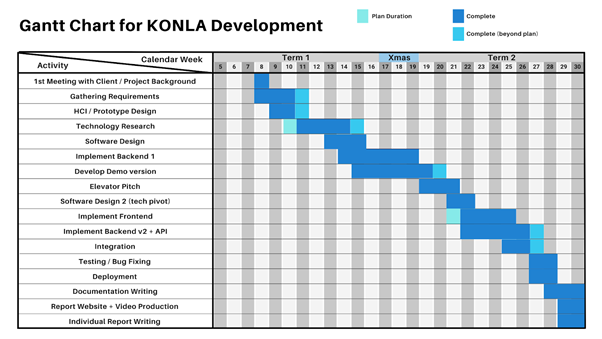 Gantt Chart for KONLA Development
Plan Duration
Complete
Complete (beyond plan)
Calendar Week
Activity
Term 1 Xmas Term 2
5 6 7 8 9 10 11 12 13 14 15 16 17 18 19 20 21 22 23 24 25 26 27 28 29 30
1st Meeting with Client / Project Background
Gathering Requirements
HCI / Prototype Design
Technology Research
Software Design
Implement Backend 1
Develop Demo version
Elevator Pitch
Software Design 2 (tech pivot)
Implement Frontend
Implement Backend v2 + API
Integration
Testing / Bug Fixing
Deployment
Documentation Writing
Report Website + Video Production
Individual Report Writing